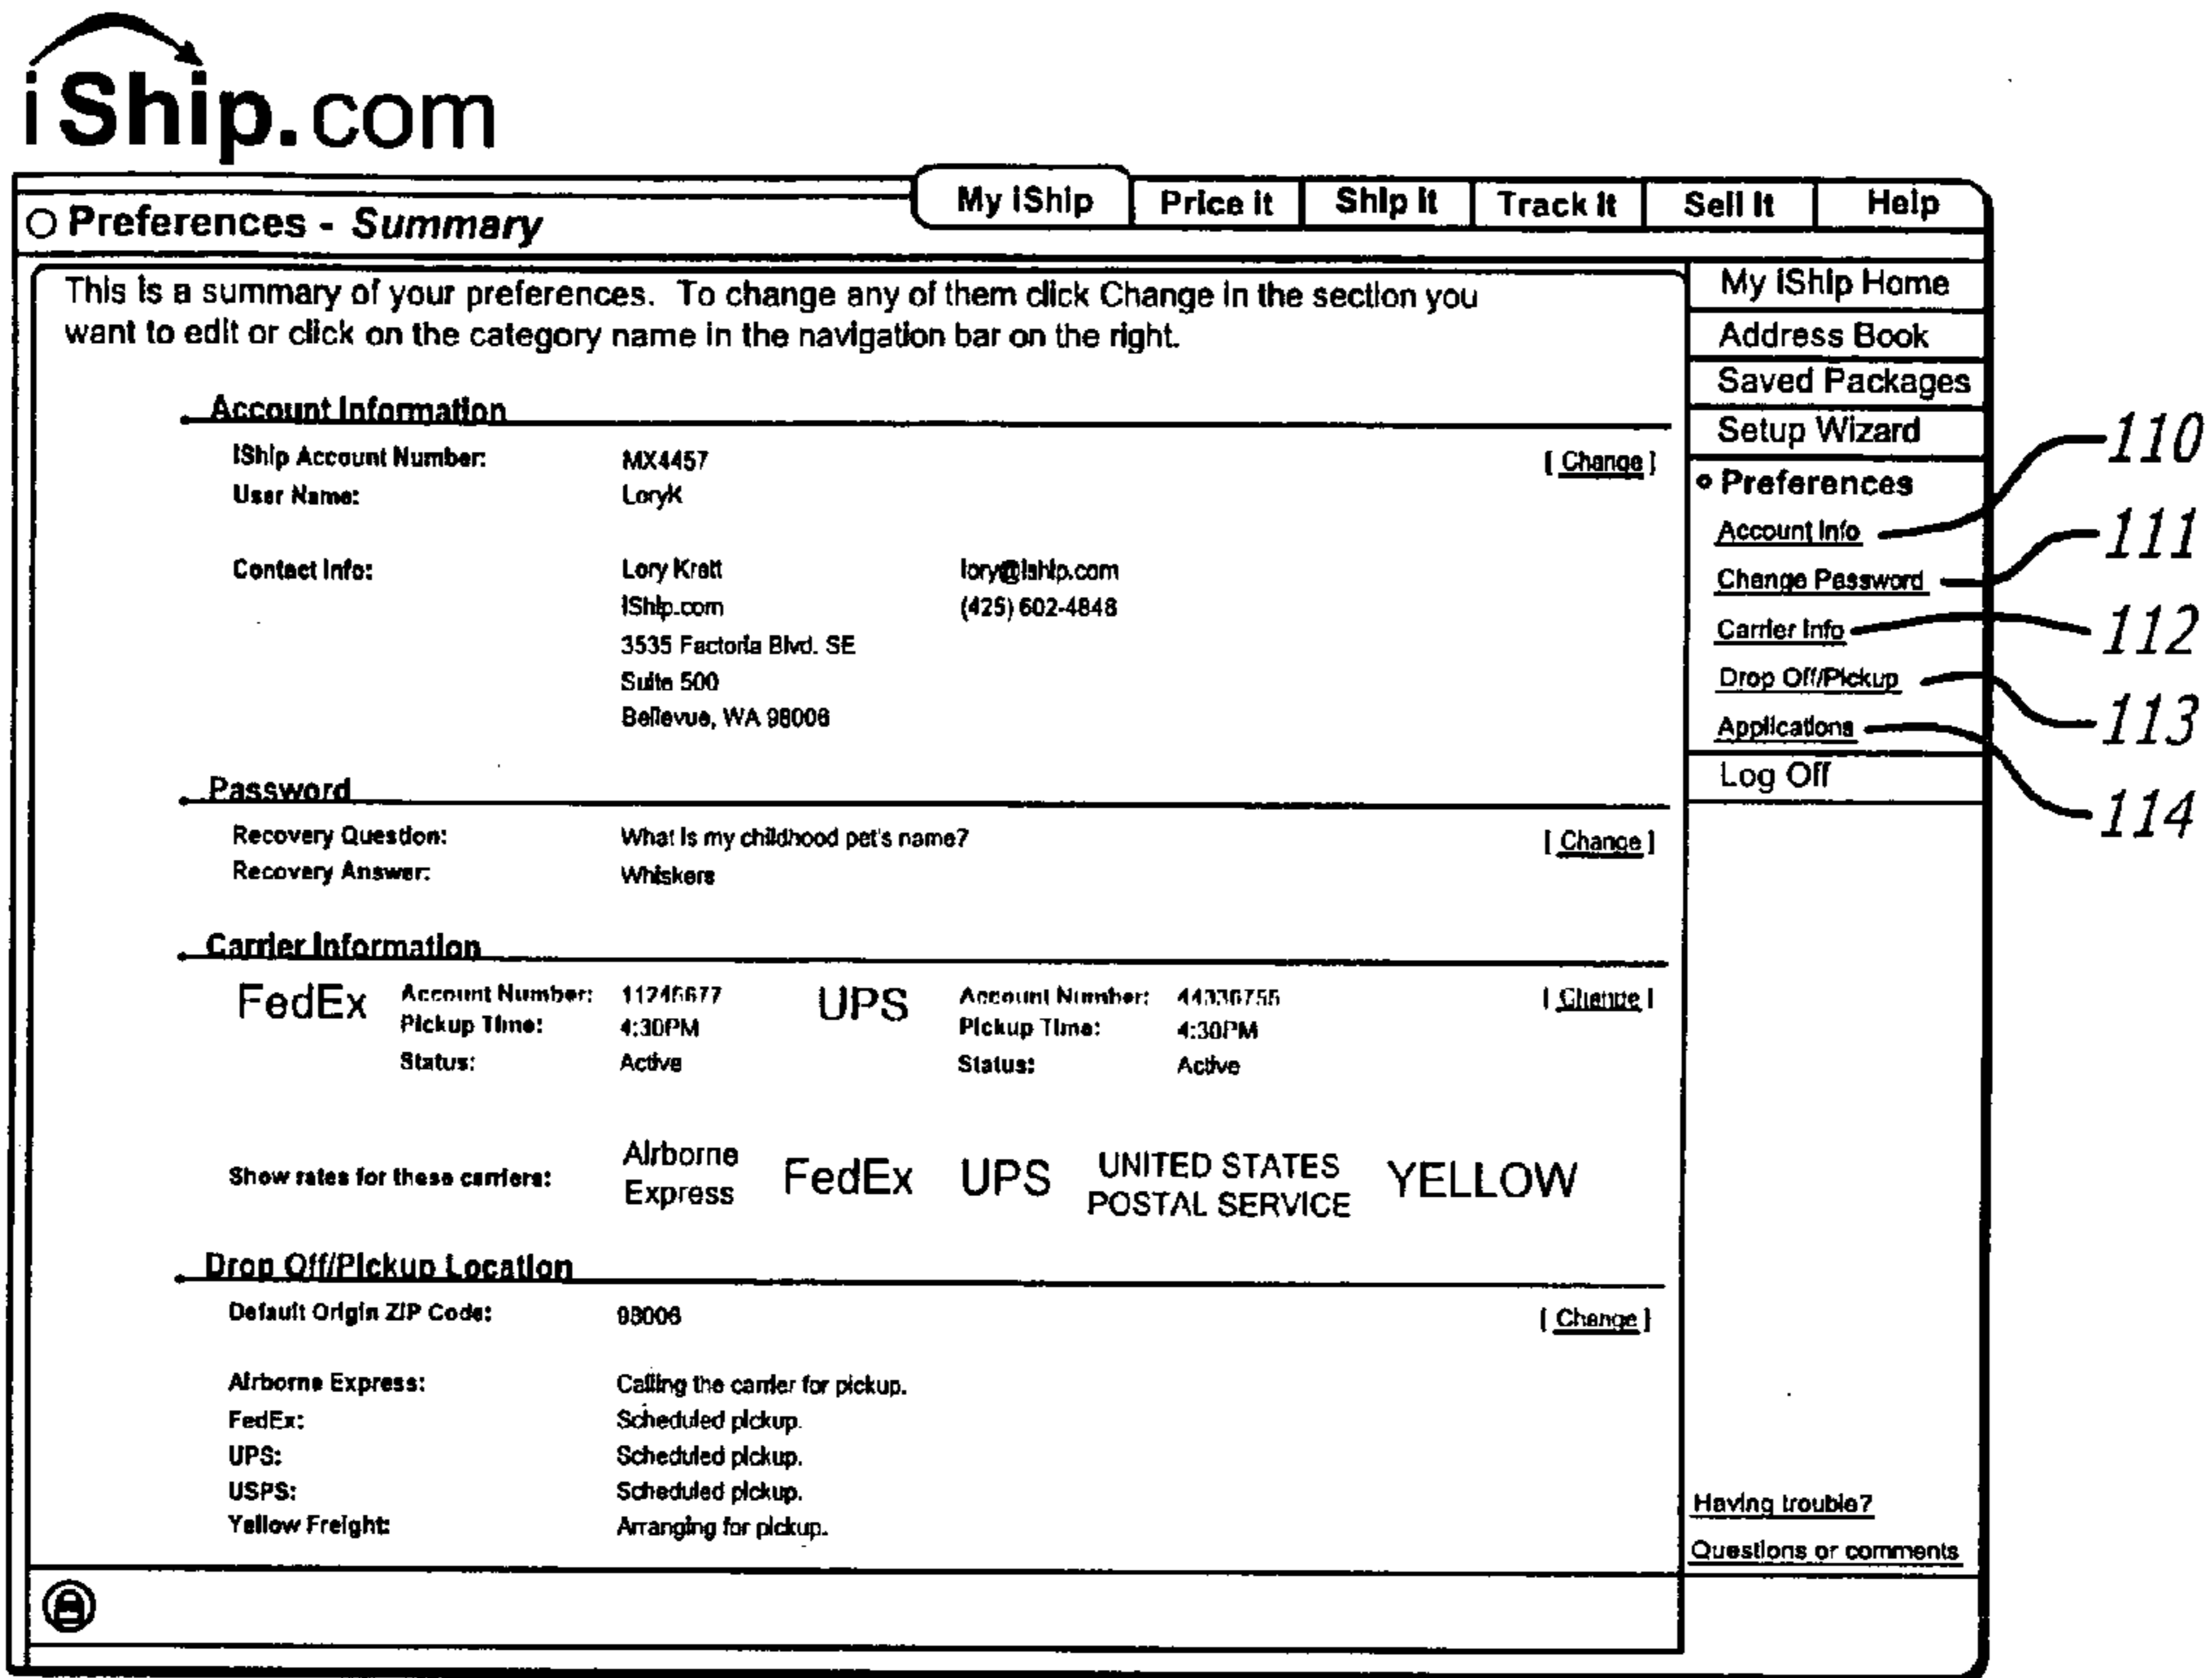 iShip.com
My iShip
Price it
Ship It
Track It
Sell It
Help
Preferences - Summary
This is a summary of your preferences. To change any of them click Change in the section you
want to edit or click on the category name in the navigation bar on the right.
Account Information
iShip Account Number: MX4457 [ Change ]
User Name: LoryK
Contact Info: Lory Krett lory@iship.com
iShip.com (425) 602-4848
3535 Factoria Blvd. SE
Suite 500
Bellevue, WA 98006
Password
Recovery Question: What is my childhood pet's name? [ Change ]
Recovery Answer: Whiskers
Carrier Information
FedEx Account Number: UPS Account Number: [ Change ]
Pickup Time: 4:30PM Pickup Time: 4:30PM
Status: Active Status: Active
Show rates for these carriers: Airborne Express FedEx UPS UNITED STATES POSTAL SERVICE YELLOW
Drop Off/Pickup Location
Default Origin ZIP Code: 98006 [ Change ]
Airborne Express: Calling the carrier for pickup.
FedEx: Scheduled pickup.
UPS: Scheduled pickup.
USPS: Scheduled pickup.
Yellow Freight: Arranging for pickup.
My iShip Home
Address Book
Saved Packages
Setup Wizard
Preferences
Account Info 110
Change Password 111
Carrier Info 112
Drop Off/Pickup 113
Applications 114
Log Off
Having trouble?
Questions or comments